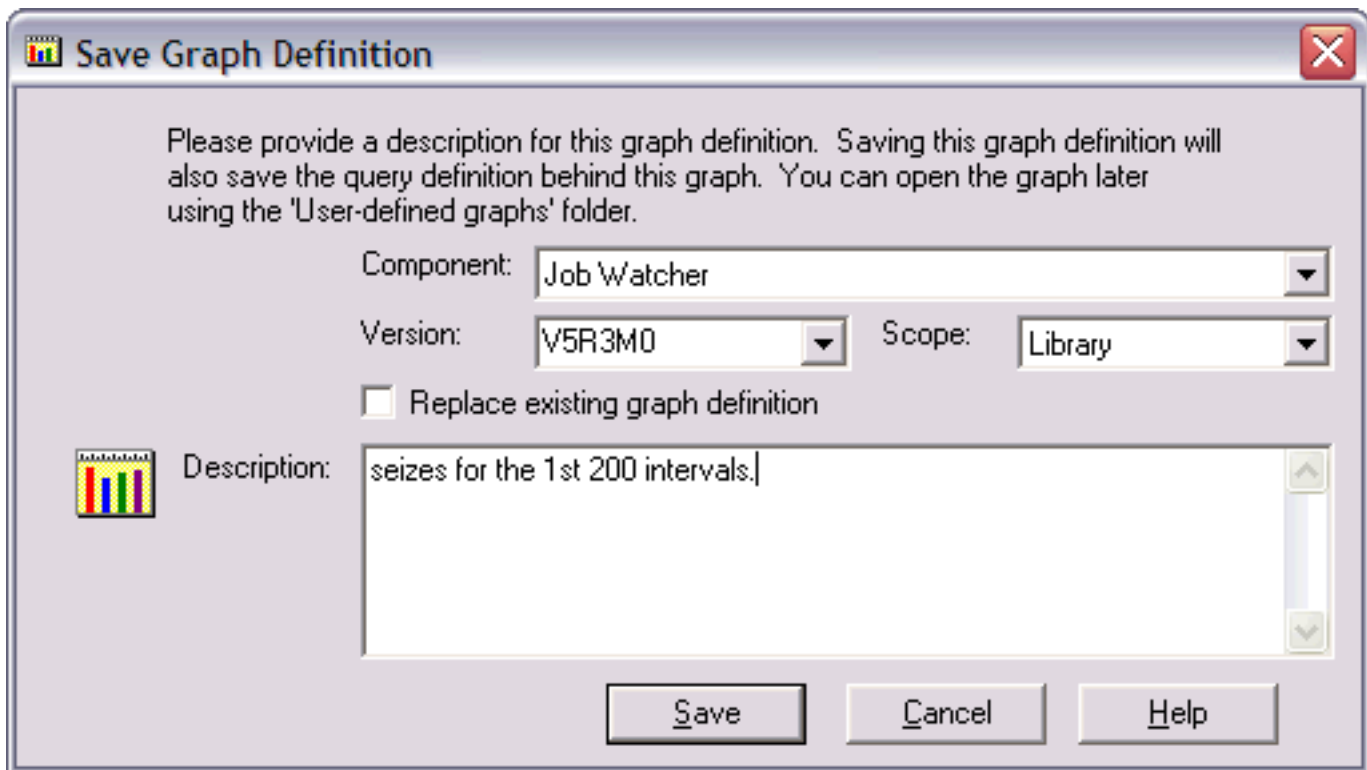 Save Graph Definition
Please provide a description for this graph definition.  Saving this graph definition will
also save the query definition behind this graph.  You can open the graph later
using the 'User-defined graphs' folder.
Component: Job Watcher
Version: V5R3M0 Scope: Library
Replace existing graph definition
Description: seizes for the 1st 200 intervals.
Save Cancel Help